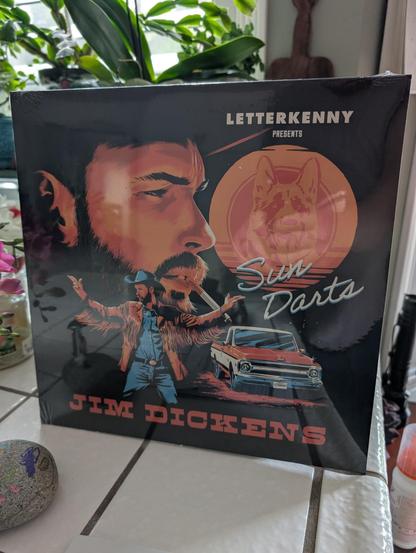 LETTERKENNY
PRESENTS
Sun
Darts
JIM DICKENS